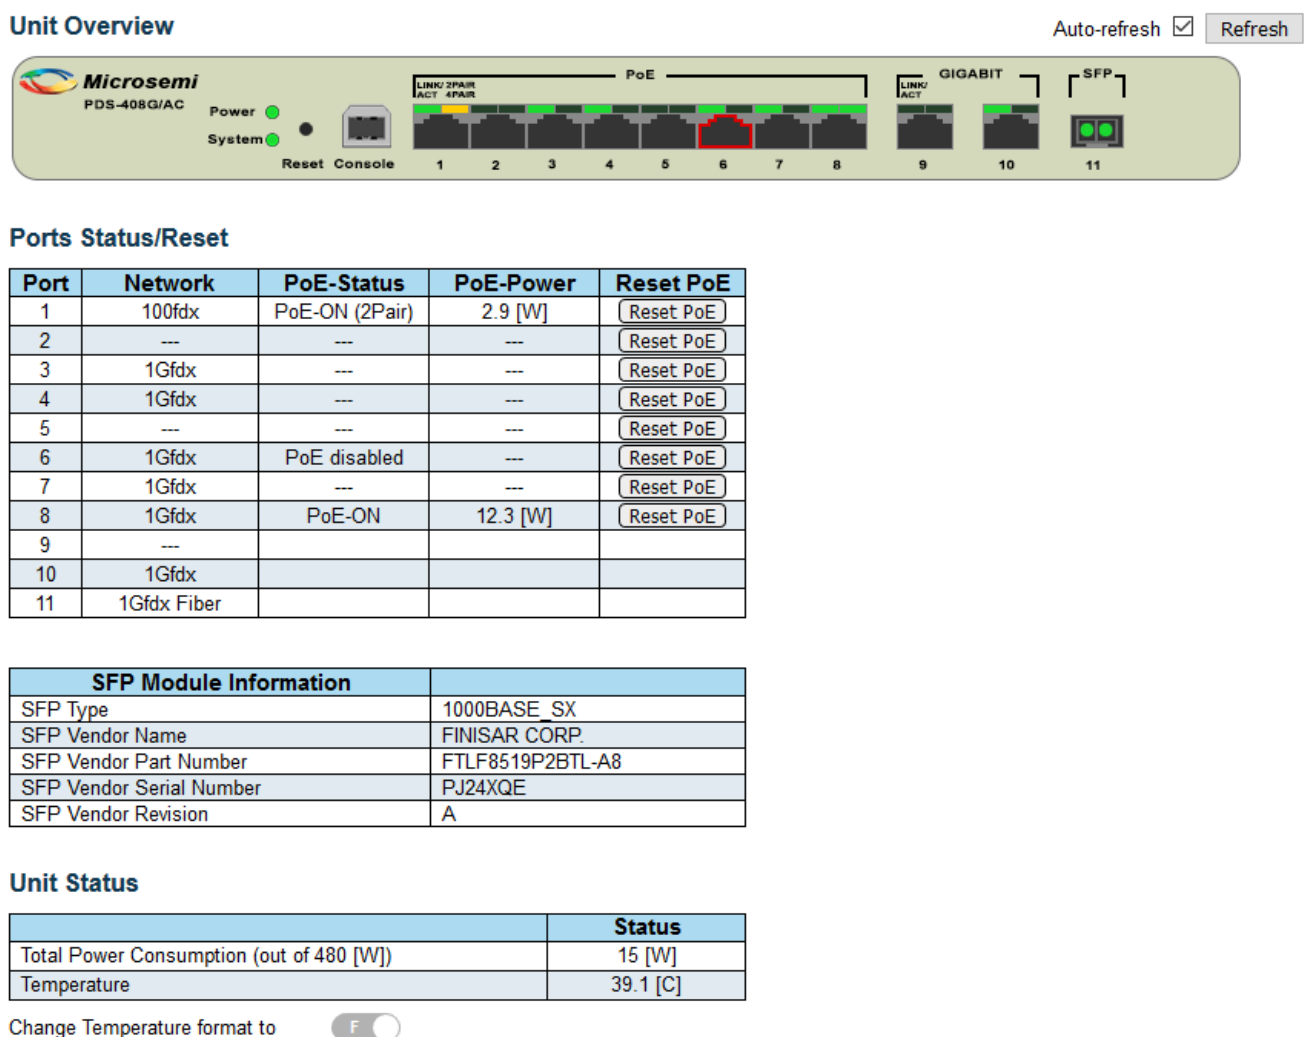 Unit Overview
Auto-refresh Refresh
Microsemi
PDS-408G/AC
Power
System
Reset Console
LINK/ 2PAIR
ACT 4PAIR
PoE
1 2 3 4 5 6 7 8
GIGABIT
LINK/
ACT
9 10
SFP
11
Ports Status/Reset
Port Network PoE-Status PoE-Power Reset PoE
1 100fdx PoE-ON (2Pair) 2.9 [W] Reset PoE
2 --- --- --- Reset PoE
3 1Gfdx --- --- Reset PoE
4 1Gfdx --- --- Reset PoE
5 --- --- --- Reset PoE
6 1Gfdx PoE disabled --- Reset PoE
7 1Gfdx --- --- Reset PoE
8 1Gfdx PoE-ON 12.3 [W] Reset PoE
9 ---
10 1Gfdx
11 1Gfdx Fiber
SFP Module Information
SFP Type 1000BASE_SX
SFP Vendor Name FINISAR CORP.
SFP Vendor Part Number FTLF8519P2BTL-A8
SFP Vendor Serial Number PJ24XQE
SFP Vendor Revision A
Unit Status
Status
Total Power Consumption (out of 480 [W]) 15 [W]
Temperature 39.1 [C]
Change Temperature format to F